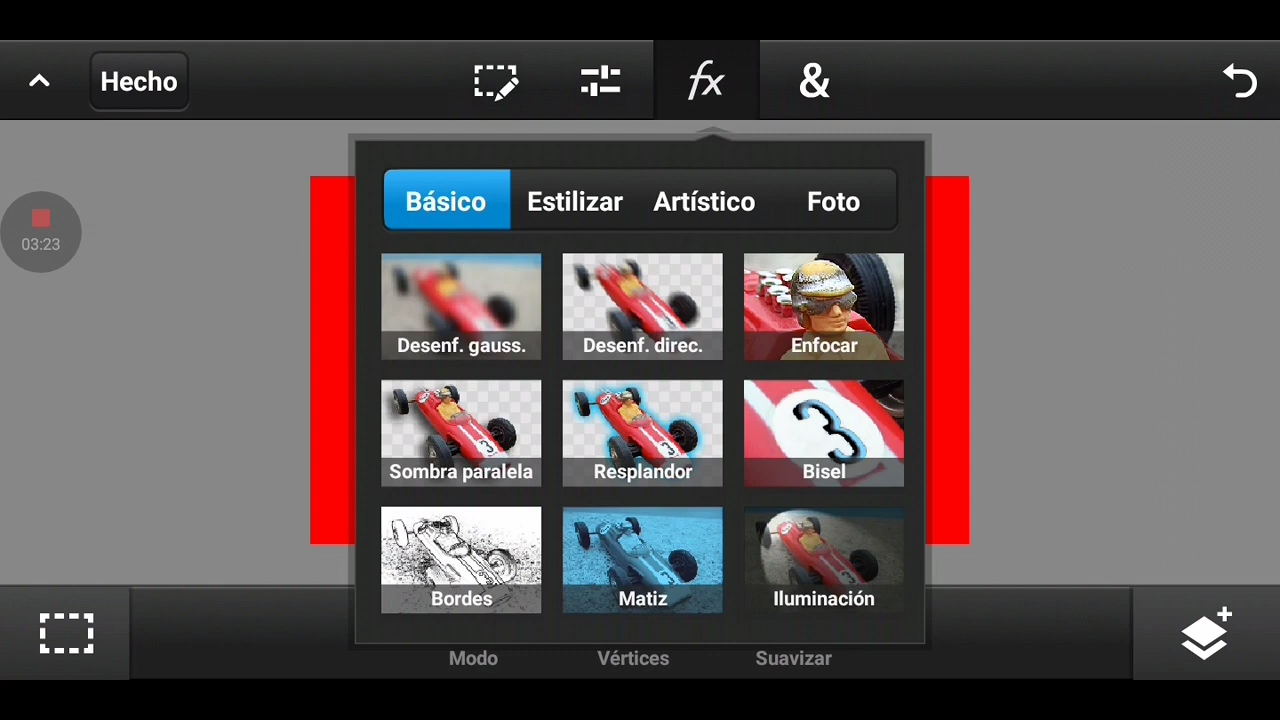 Hecho
fx
&
03:23
Básico
Estilizar
Artístico
Foto
Desenf. gauss.
Desenf. direc.
Enfocar
Sombra paralela
Resplandor
3
Bisel
Bordes
Matiz
Iluminación
Modo
Vértices
Suavizar